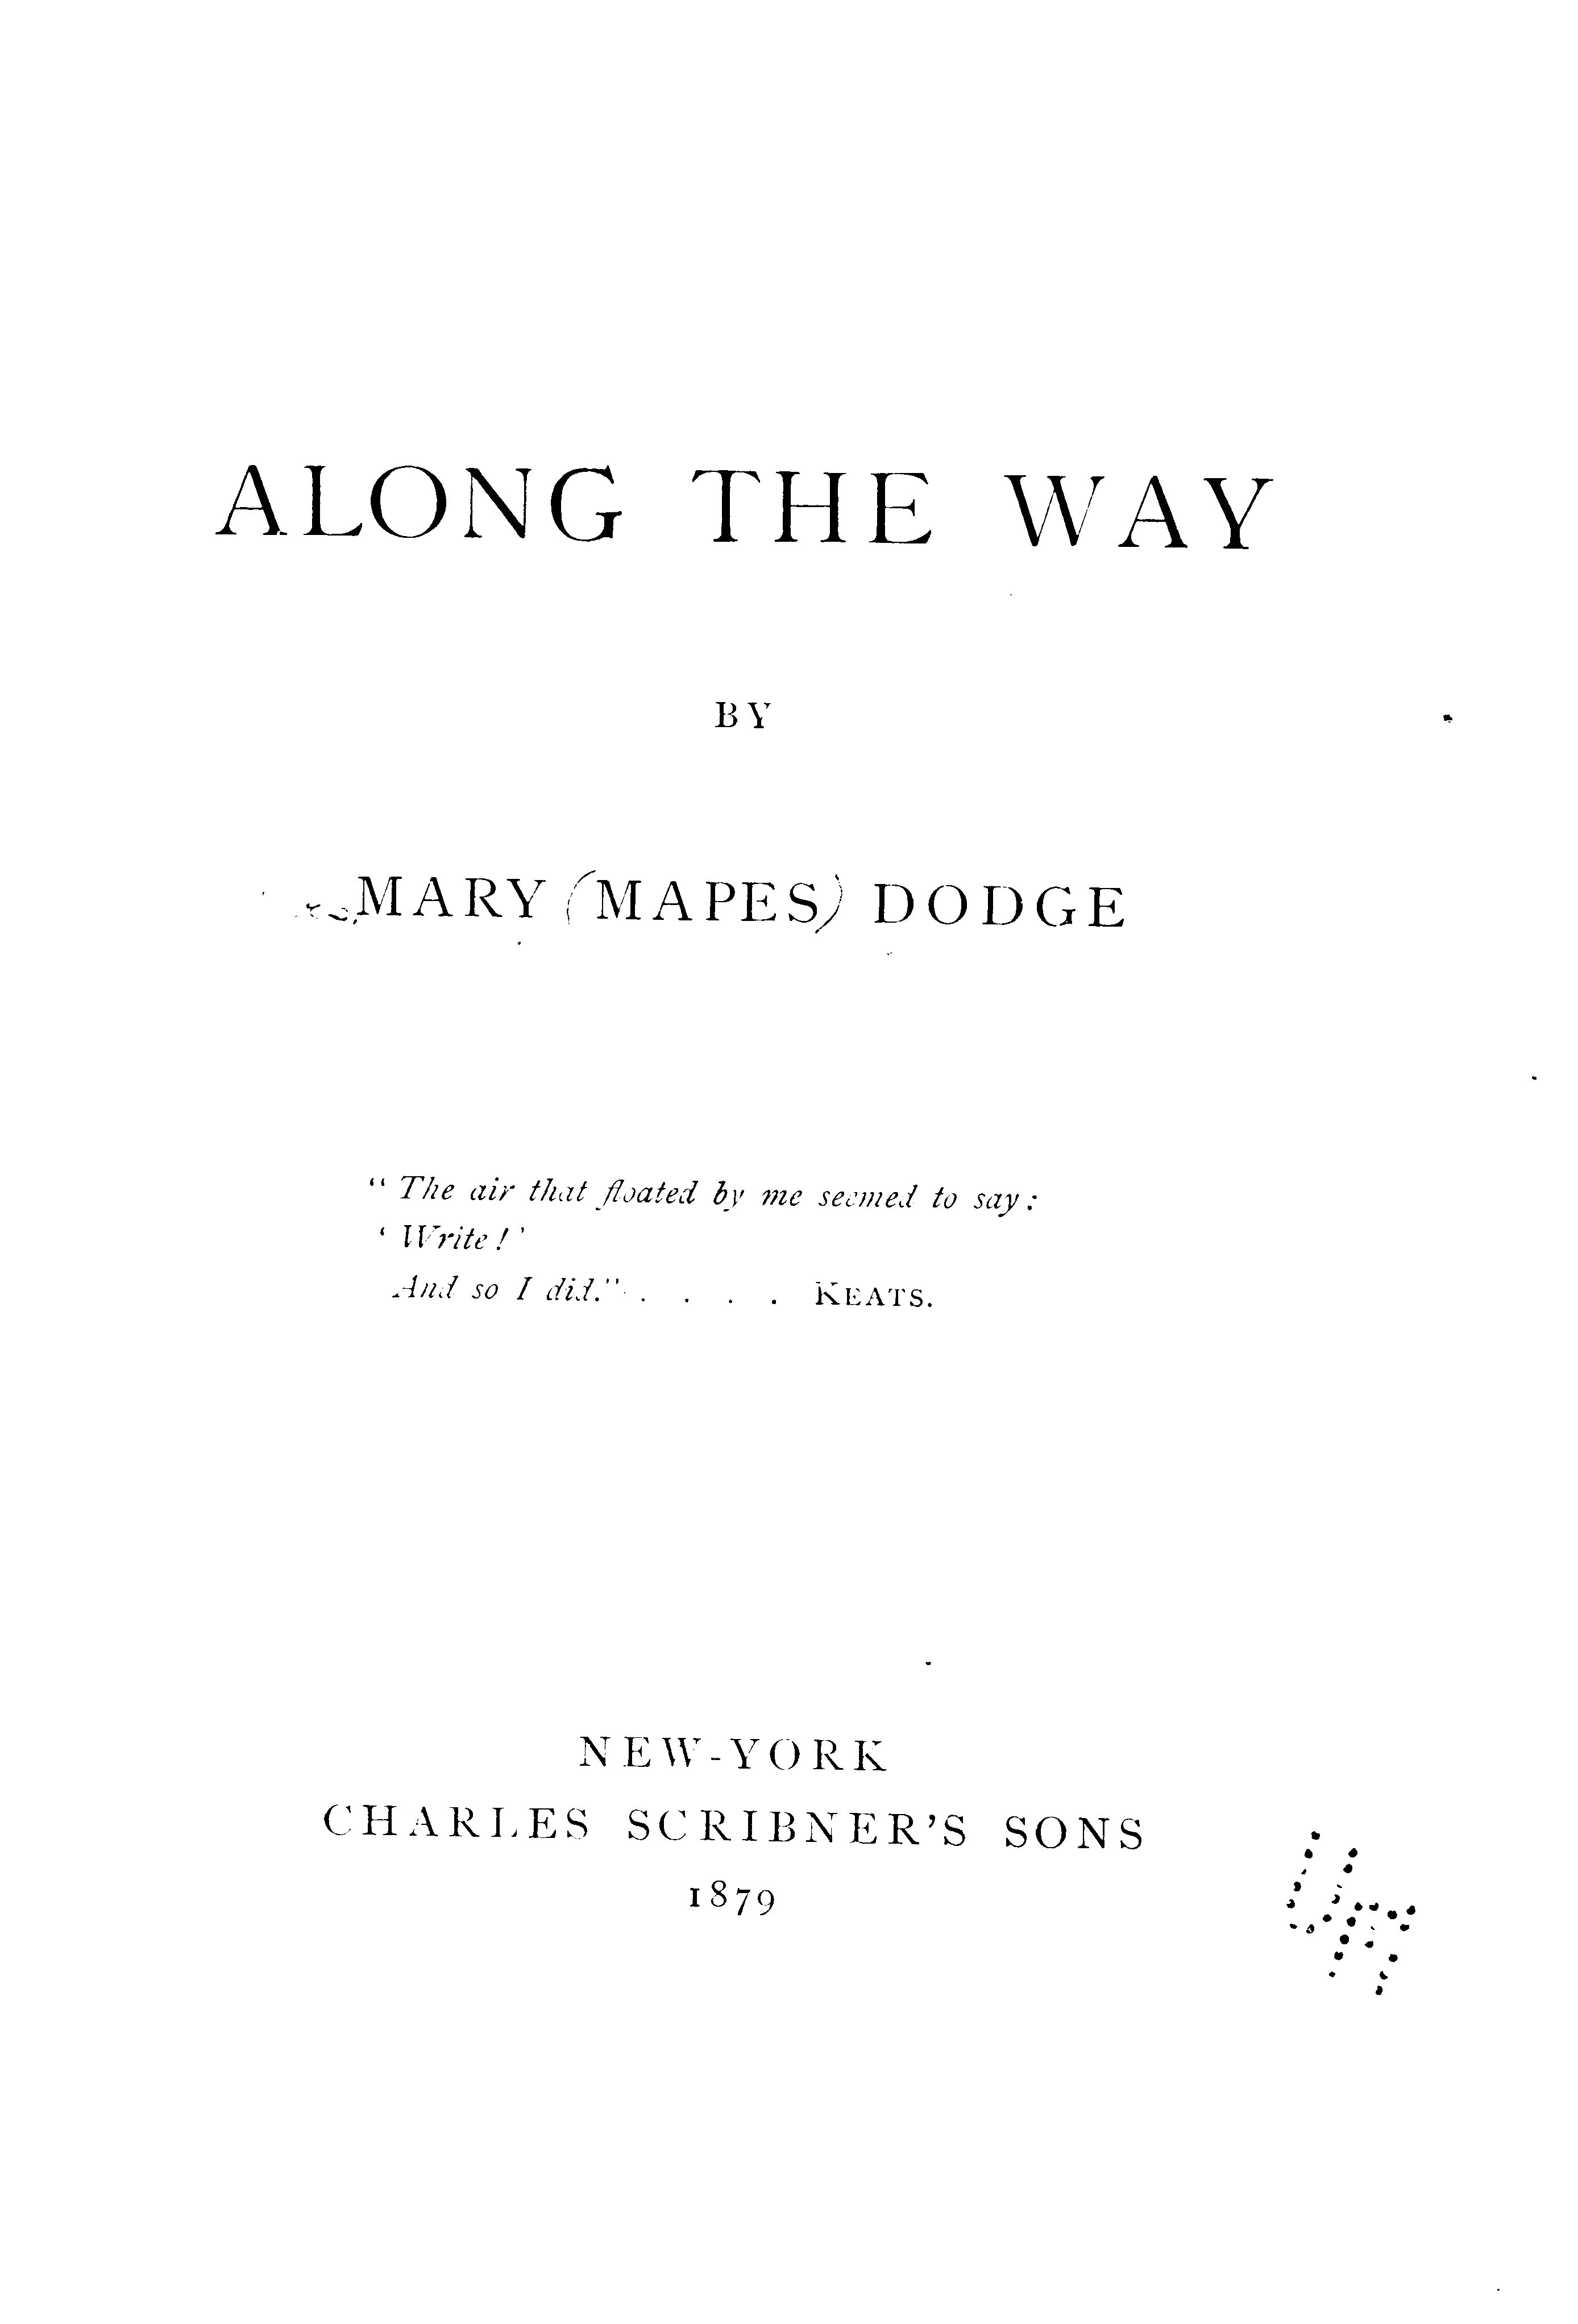 ALONG THE WAY
BY
MARY (MAPES) DODGE
" The air that floated by me seemed to say:
' Write!'
And so I did." . . . . KEATS.
NEW-YORK
CHARLES SCRIBNER'S SONS
1879